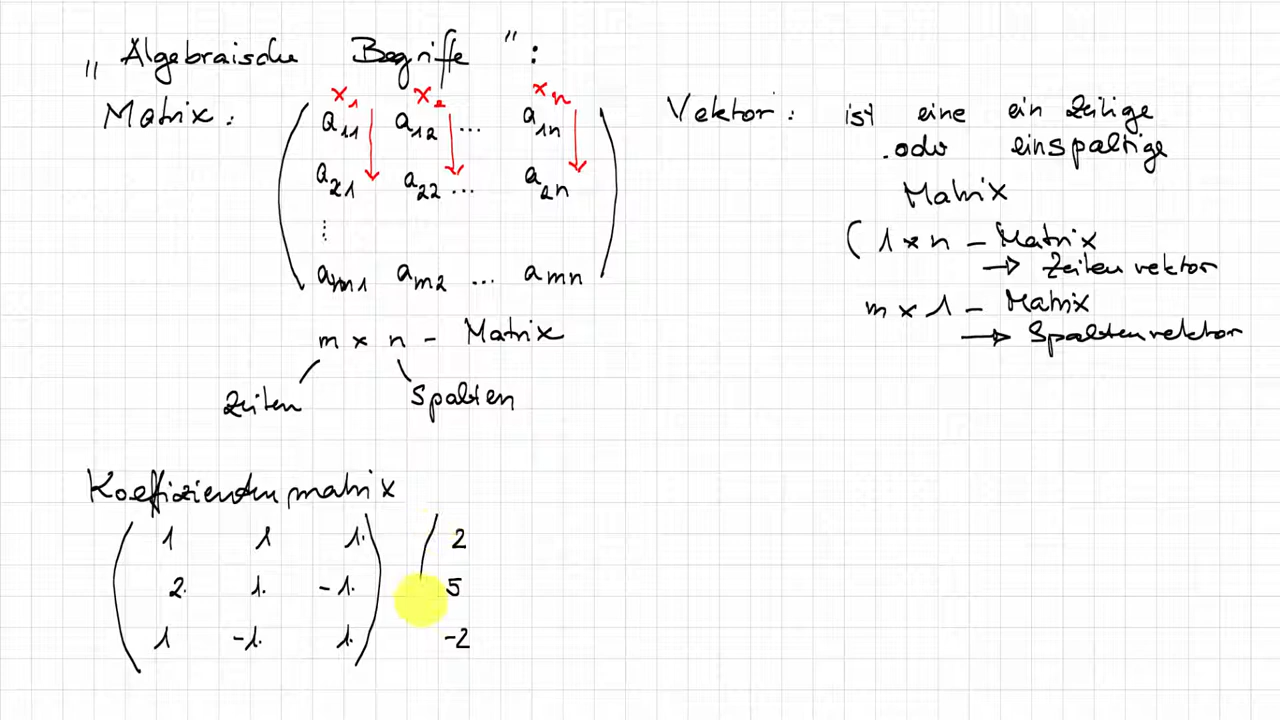 „ Algebraische Begriffe “ :
Matrix :
x₁ x₂ xₙ
a₁₁ a₁₂ ... a₁ₙ
a₂₁ a₂₂ ... a₂ₙ
⋮
aₘ₁ aₘ₂ ... aₘₙ
m × n - Matrix
Zeilen Spalten
Vektor : ist eine ein zeilige
oder einspaltige
Matrix
( 1 × n - Matrix
→ Zeilenvektor
m × 1 - Matrix
→ Spaltenvektor
Koeffizientenmatrix
( 1 1 1 ) ( 2
2 1 -1 5
1 -1 1 -2